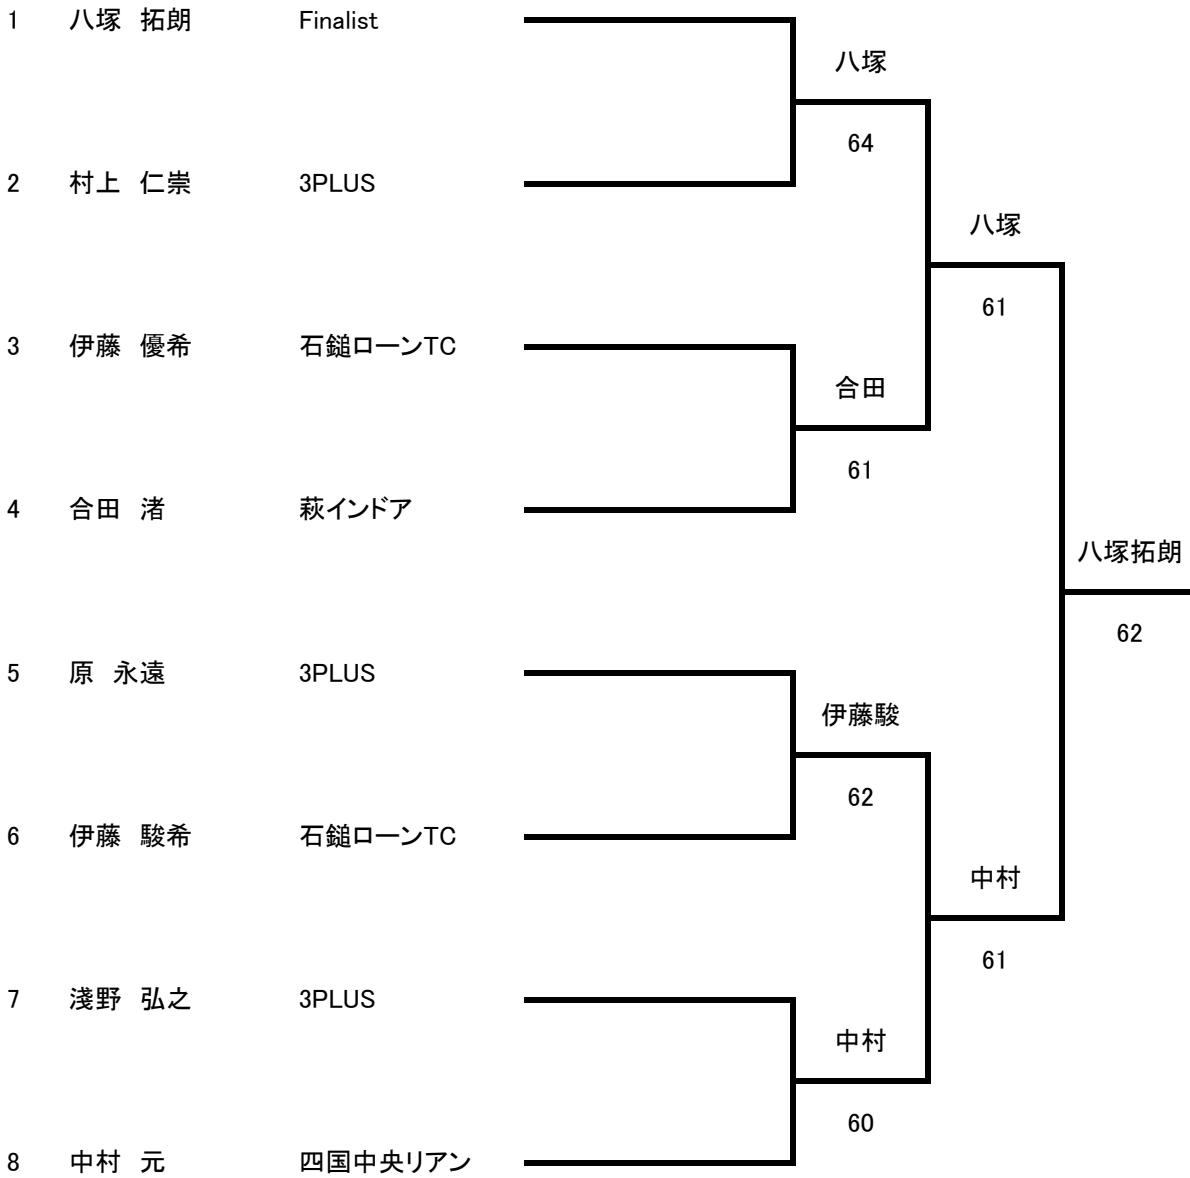 1 八塚 拓朗 Finalist
八塚
64
2 村上 仁崇 3PLUS
八塚
61
3 伊藤 優希 石鎚ローンTC
合田
61
4 合田 渚 萩インドア
八塚拓朗
62
5 原 永遠 3PLUS
伊藤駿
62
6 伊藤 駿希 石鎚ローンTC
中村
61
7 淺野 弘之 3PLUS
中村
60
8 中村 元 四国中央リアン